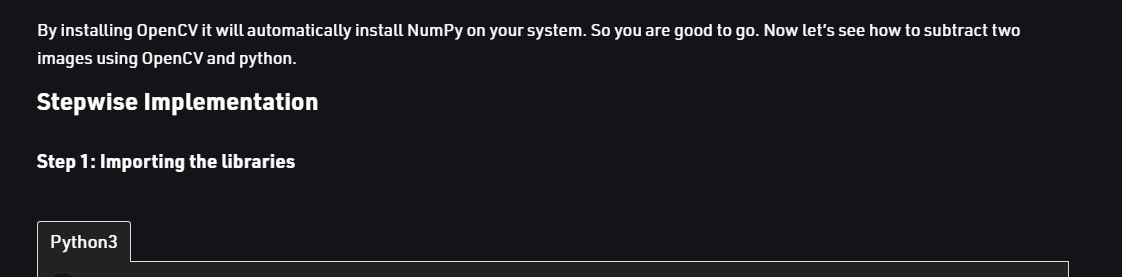 By installing OpenCV it will automatically install NumPy on your system. So you are good to go. Now let's see how to subtract two
images using OpenCV and python.
Stepwise Implementation
Step 1: Importing the libraries
Python3